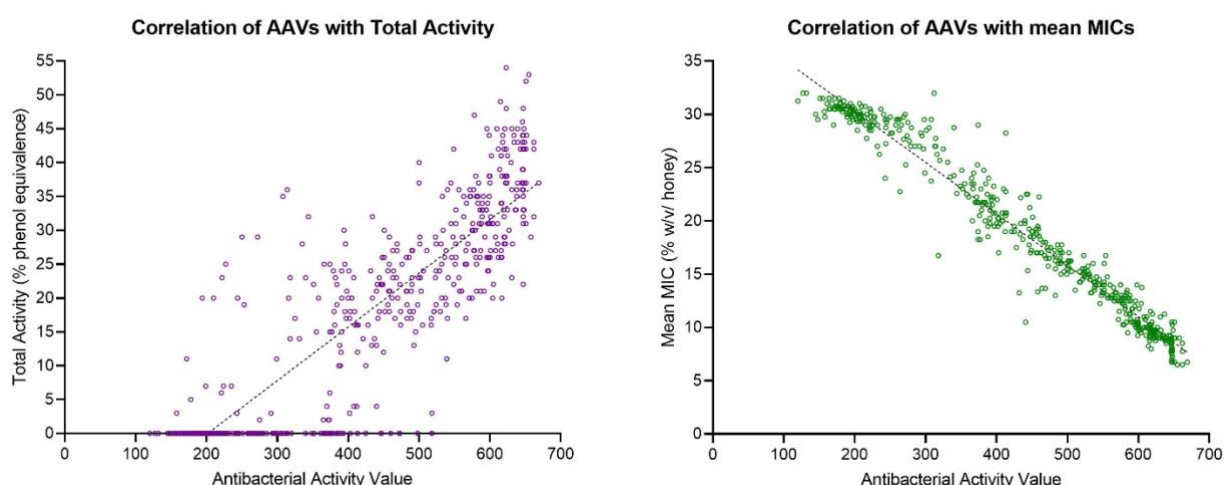 Correlation of AAVs with Total Activity
55
50
45
40
35
30
25
20
15
10
5
0
Total Activity (% phenol equivalence)
0 100 200 300 400 500 600 700
Antibacterial Activity Value
Correlation of AAVs with mean MICs
35
30
25
20
15
10
5
0
Mean MIC (% w/v/ honey)
0 100 200 300 400 500 600 700
Antibacterial Activity Value